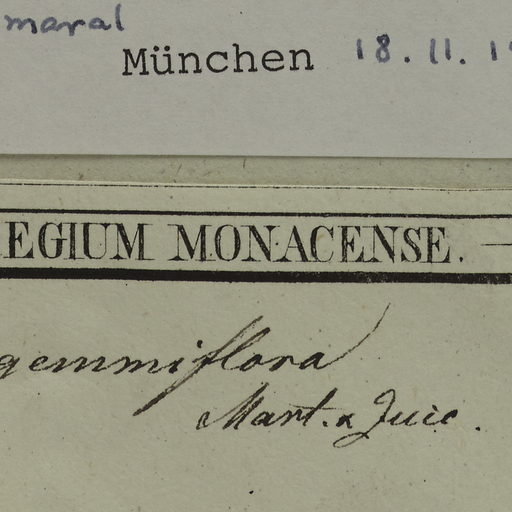 maral
München 18.11.1
EGIUM MONACENSE.
gemmiflora
Mart. & Zucc.